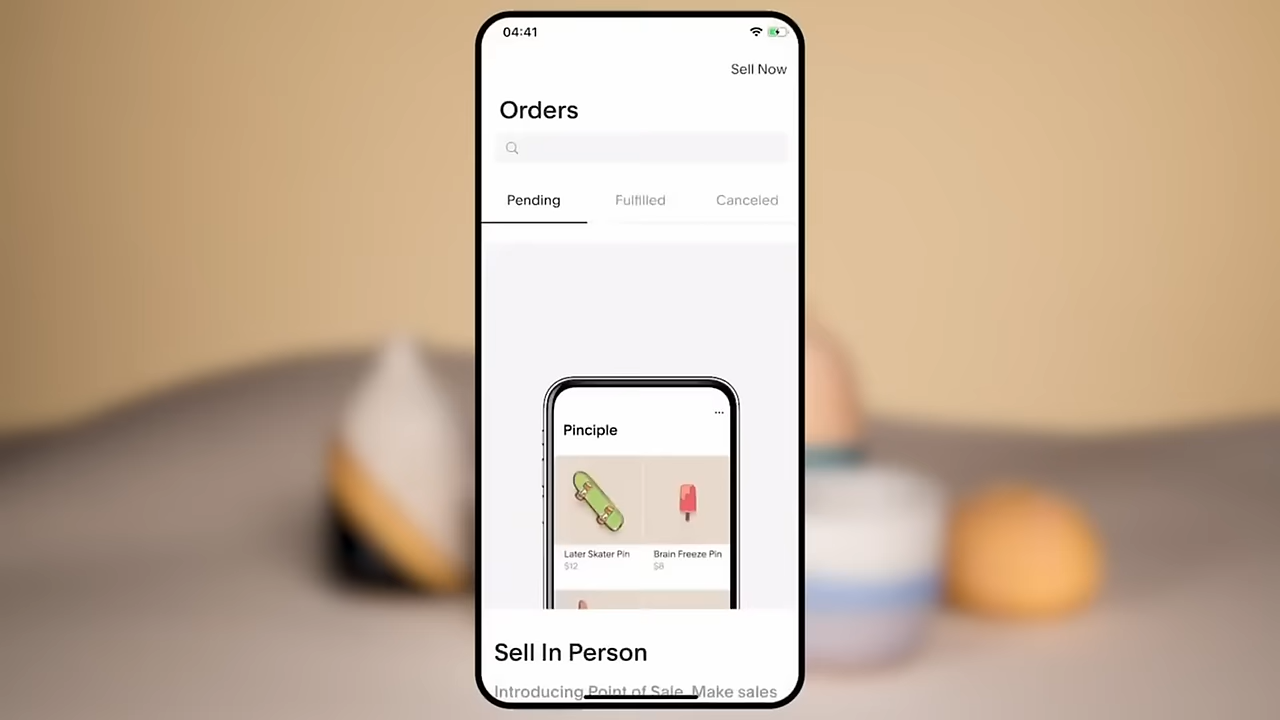 04:41
Sell Now
Orders
Pending Fulfilled Canceled
Pinciple
Later Skater Pin Brain Freeze Pin
$12 $8
Sell In Person
Introducing Point of Sale. Make sales